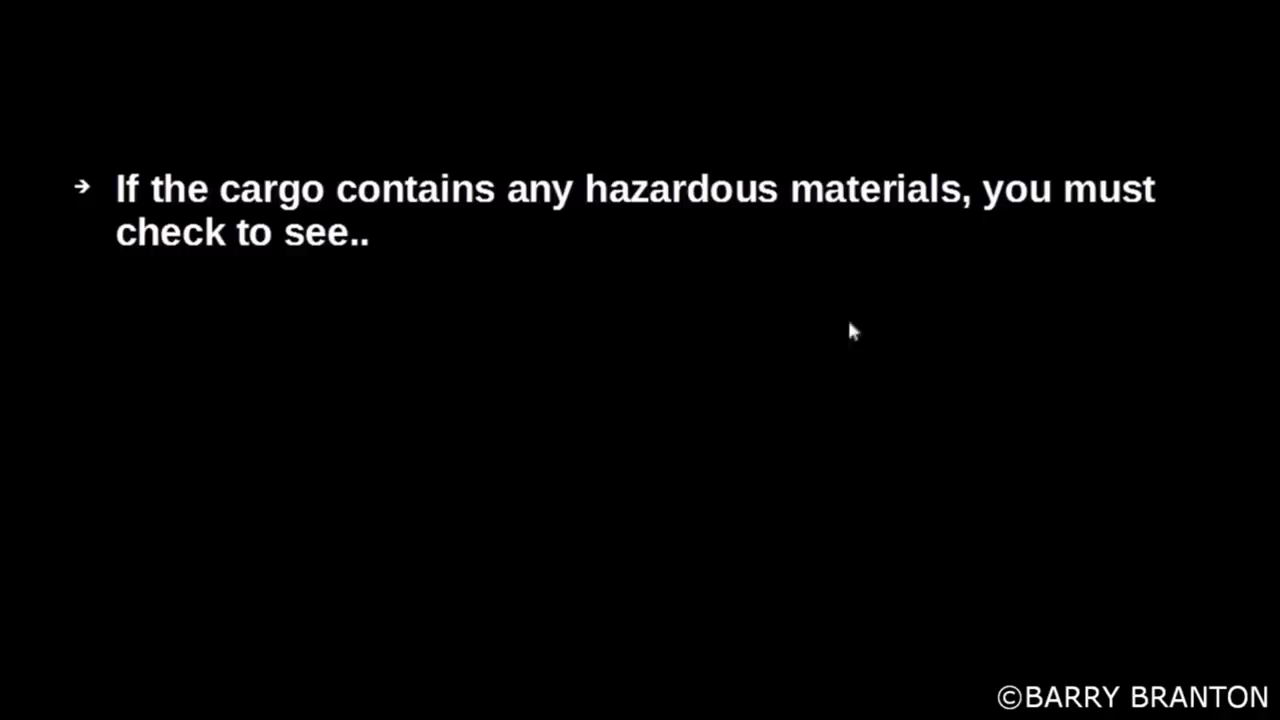 → If the cargo contains any hazardous materials, you must
check to see..
©BARRY BRANTON